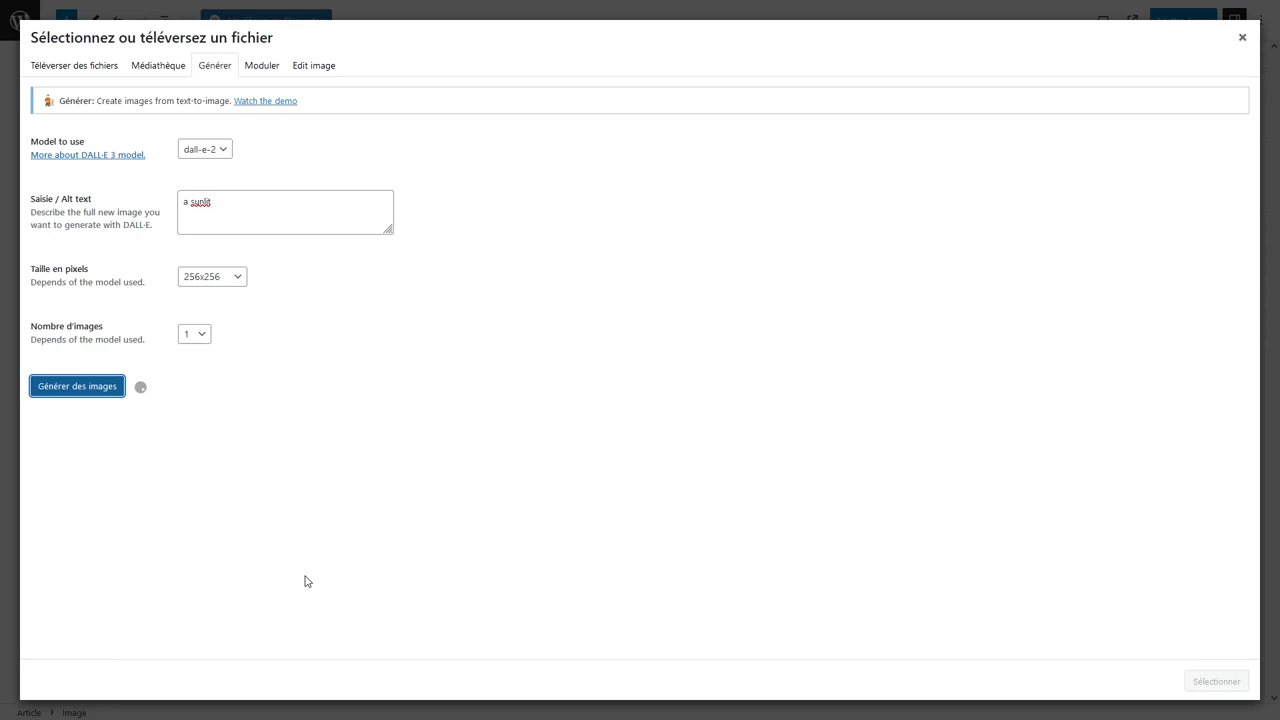 Sélectionnez ou téléversez un fichier
Téléverser des fichiers Médiathèque Générer Moduler Edit image
Générer: Create images from text-to-image. Watch the demo
Model to use
More about DALL·E 3 model.
dall-e-2
Saisie / Alt text
Describe the full new image you
want to generate with DALL·E.
a sunlit
Taille en pixels
Depends of the model used.
256x256
Nombre d'images
Depends of the model used.
1
Générer des images
Sélectionner
Article > Image